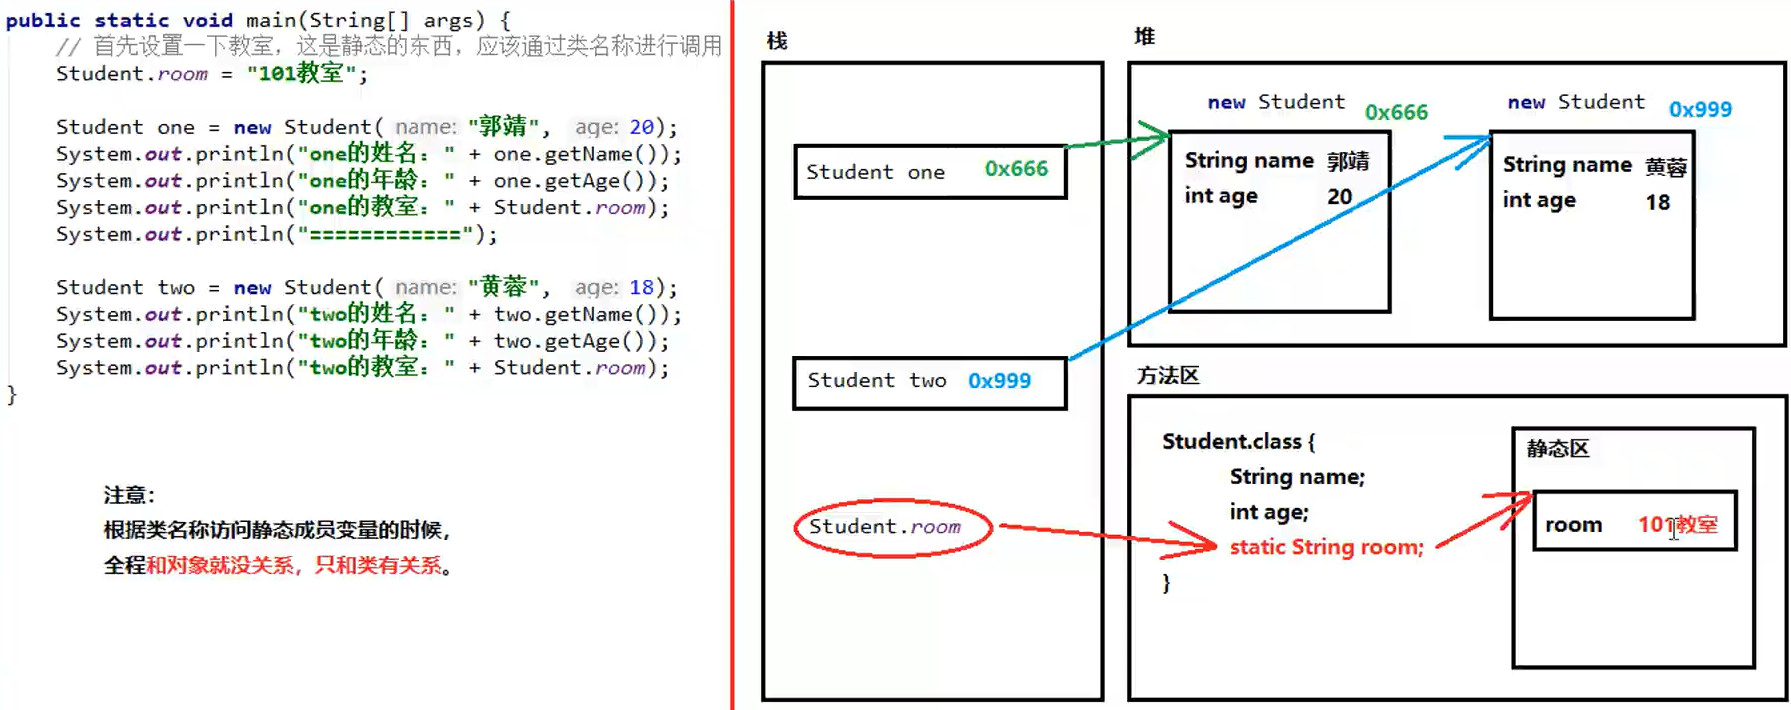 public static void main(String[] args) {
// 首先设置一下教室，这是静态的东西，应该通过类名称进行调用
Student.room = "101教室";
Student one = new Student( name: "郭靖", age: 20);
System.out.println("one的姓名：" + one.getName());
System.out.println("one的年龄：" + one.getAge());
System.out.println("one的教室：" + Student.room);
System.out.println("============");
Student two = new Student( name: "黄蓉", age: 18);
System.out.println("two的姓名：" + two.getName());
System.out.println("two的年龄：" + two.getAge());
System.out.println("two的教室：" + Student.room);
}
注意：
根据类名称访问静态成员变量的时候，
全程和对象就没关系，只和类有关系。
栈
Student one 0x666
Student two 0x999
Student.room
堆
new Student 0x666
String name 郭靖
int age 20
new Student 0x999
String name 黄蓉
int age 18
方法区
Student.class {
String name;
int age;
static String room;
}
静态区
room 101教室